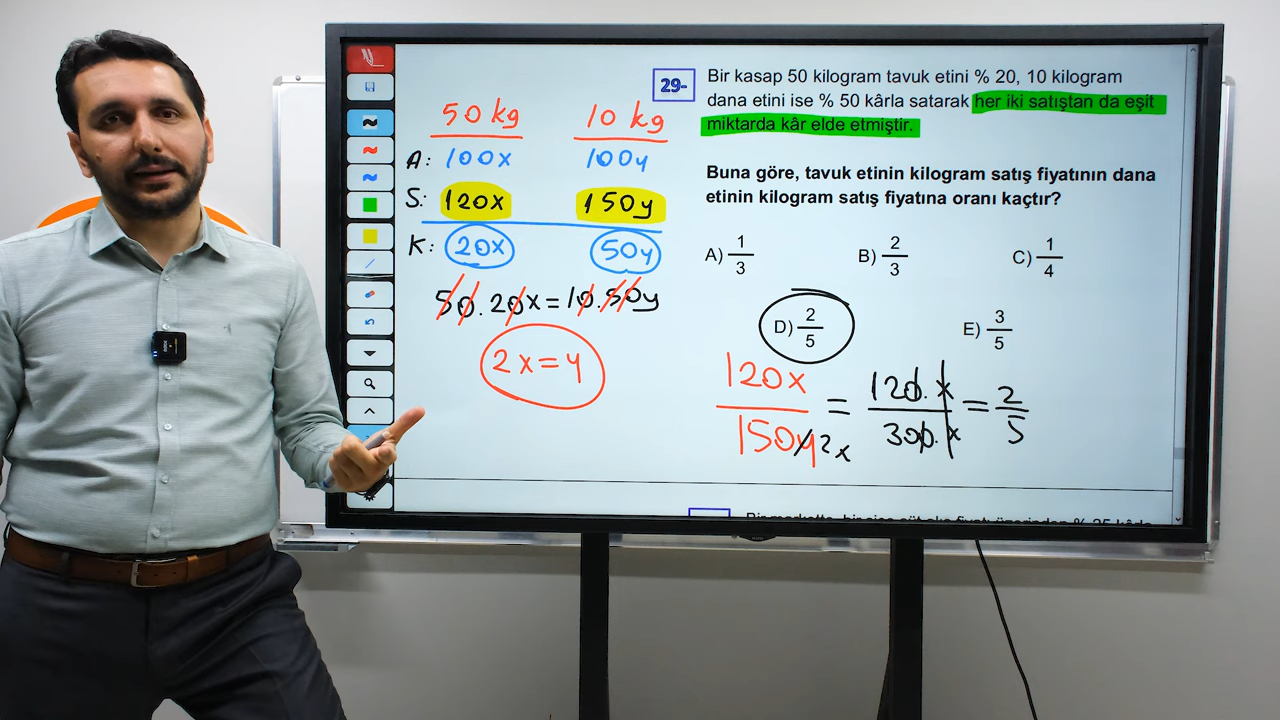 29-
Bir kasap 50 kilogram tavuk etini % 20, 10 kilogram
dana etini ise % 50 kârla satarak her iki satıştan da eşit
miktarda kâr elde etmiştir.
Buna göre, tavuk etinin kilogram satış fiyatının dana
etinin kilogram satış fiyatına oranı kaçtır?
A) 1/3
B) 2/3
C) 1/4
D) 2/5
E) 3/5
50 kg 10 kg
A: 100x 100y
S: 120x 150y
K: 20x 50y
50.20x=10.50y
2x=y
120x/150y 2x = 120.x/300.x = 2/5